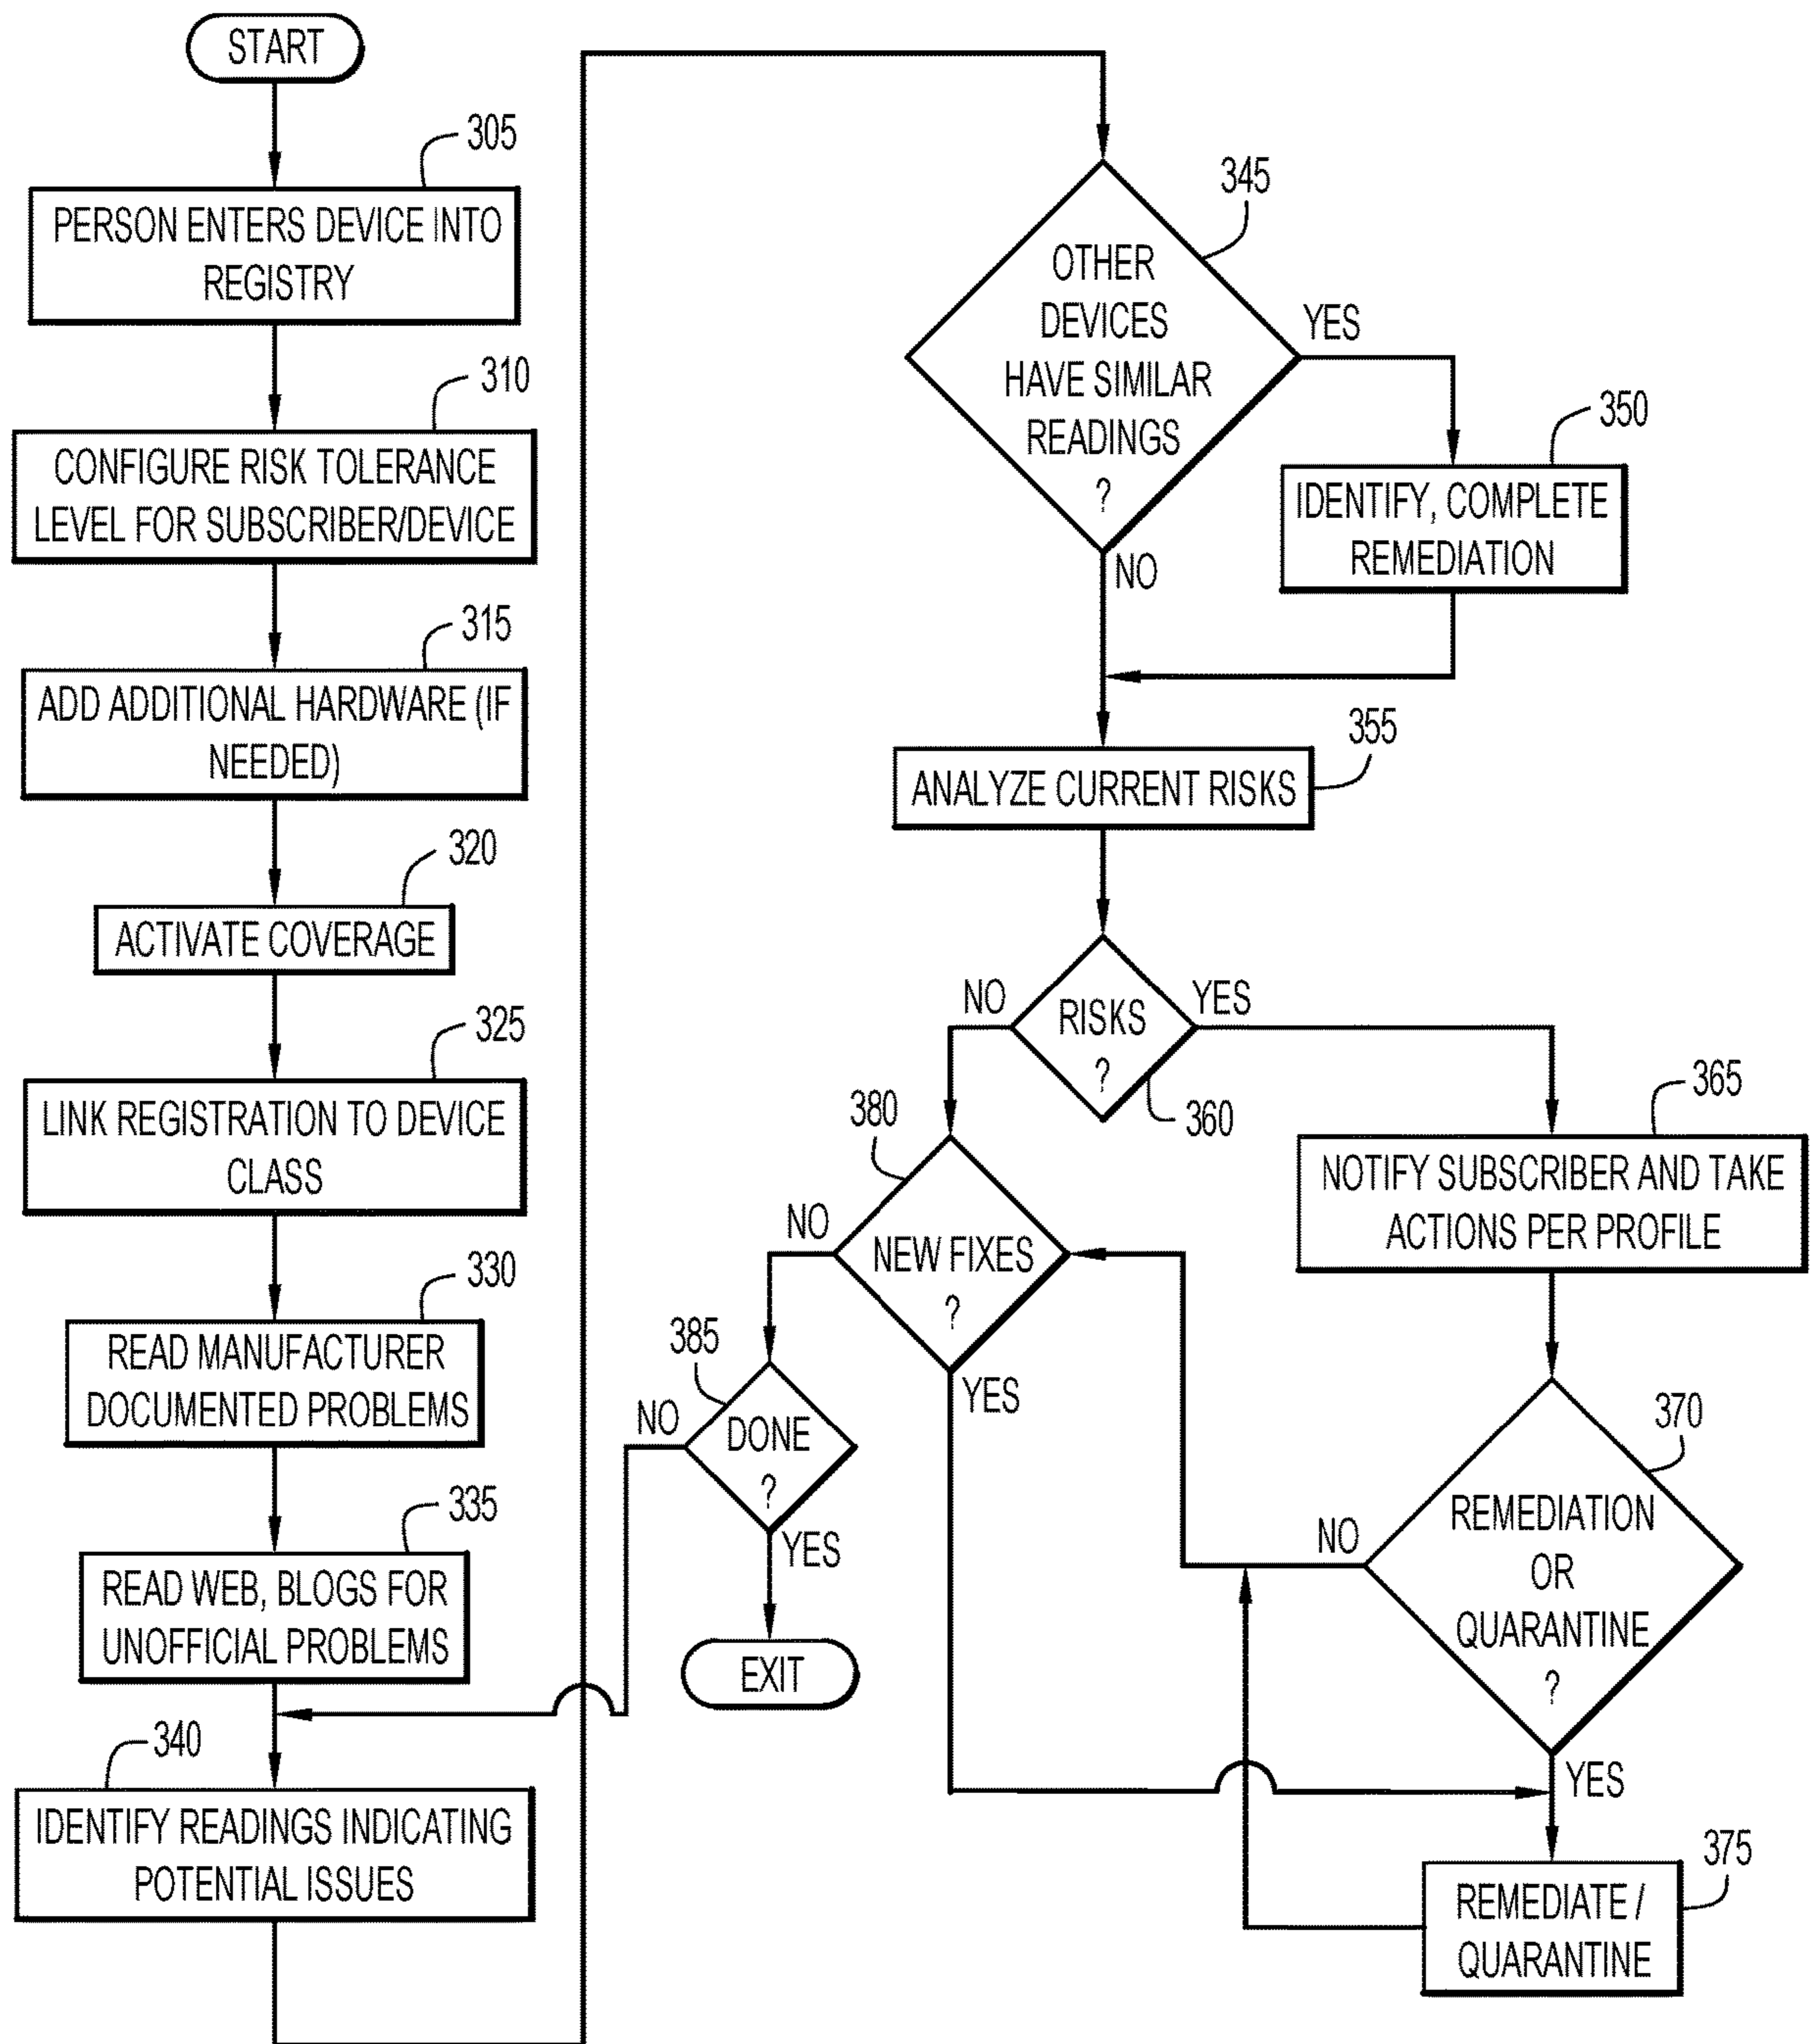 START
305
PERSON ENTERS DEVICE INTO
REGISTRY
310
CONFIGURE RISK TOLERANCE
LEVEL FOR SUBSCRIBER/DEVICE
315
ADD ADDITIONAL HARDWARE (IF
NEEDED)
320
ACTIVATE COVERAGE
325
LINK REGISTRATION TO DEVICE
CLASS
330
READ MANUFACTURER
DOCUMENTED PROBLEMS
335
READ WEB, BLOGS FOR
UNOFFICIAL PROBLEMS
340
IDENTIFY READINGS INDICATING
POTENTIAL ISSUES
345
OTHER
DEVICES
HAVE SIMILAR
READINGS
?
YES
NO
350
IDENTIFY, COMPLETE
REMEDIATION
355
ANALYZE CURRENT RISKS
NO
RISKS
?
YES
360
365
NOTIFY SUBSCRIBER AND TAKE
ACTIONS PER PROFILE
370
REMEDIATION
OR
QUARANTINE
?
NO
YES
375
REMEDIATE /
QUARANTINE
380
NEW FIXES
?
NO
YES
385
DONE
?
NO
YES
EXIT